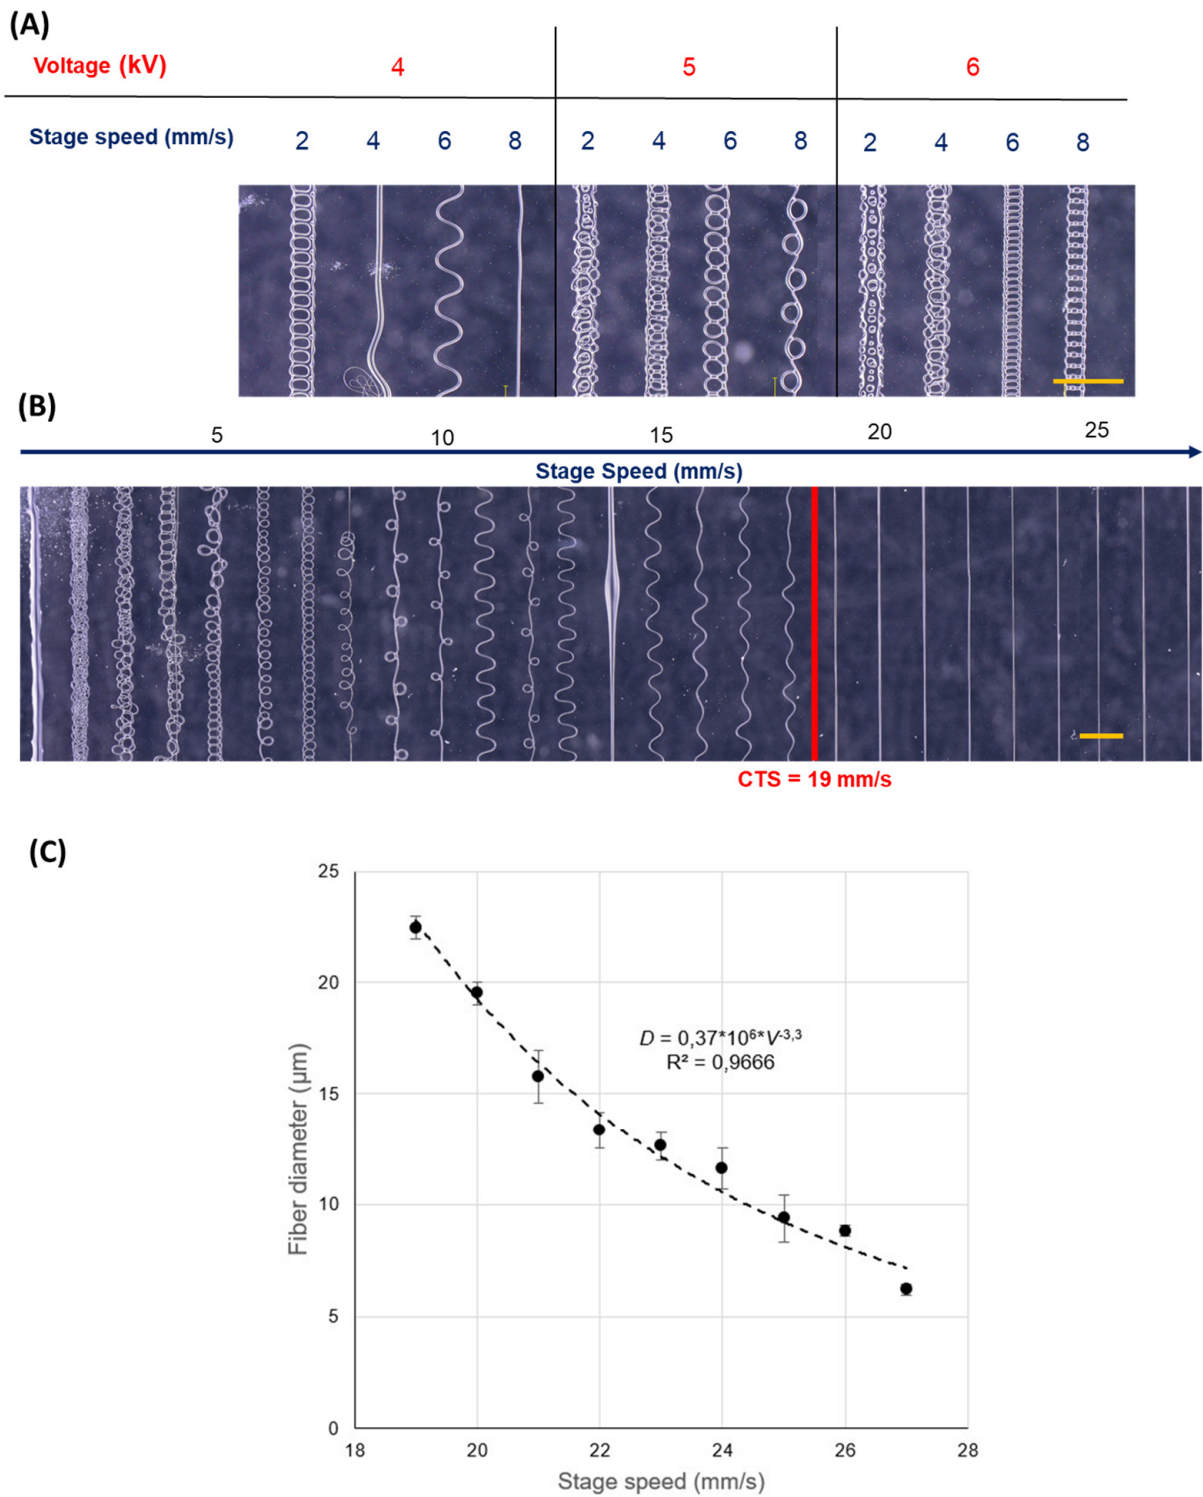 (A)
Voltage (kV) 4 5 6
Stage speed (mm/s) 2 4 6 8 2 4 6 8 2 4 6 8
(B)
5 10 15 20 25
Stage Speed (mm/s)
CTS = 19 mm/s
(C)
25
20
15
10
5
0
Fiber diameter (µm)
D = 0,37*10⁶*V⁻³,³
R² = 0,9666
18 20 22 24 26 28
Stage speed (mm/s)